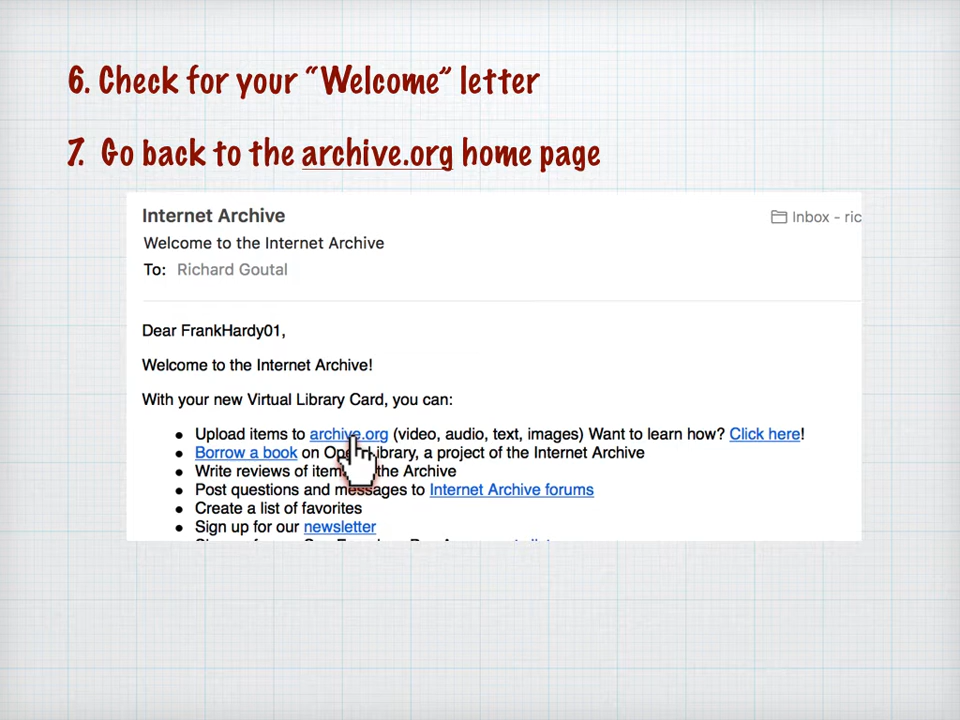 6. Check for your “Welcome” letter
7. Go back to the archive.org home page
Internet Archive
Inbox - ric
Welcome to the Internet Archive
To: Richard Goutal
Dear FrankHardy01,
Welcome to the Internet Archive!
With your new Virtual Library Card, you can:
• Upload items to archive.org (video, audio, text, images) Want to learn how? Click here!
• Borrow a book on Library, a project of the Internet Archive
• Write reviews of the Archive
• Post questions and messages to Internet Archive forums
• Create a list of favorites
• Sign up for our newsletter